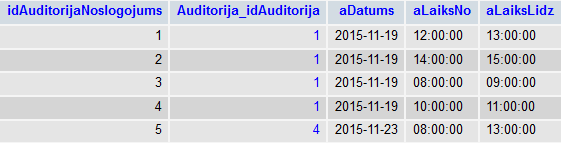 idAuditorijaNoslogojums Auditorija_idAuditorija aDatums aLaiksNo aLaiksLidz
1 1 2015-11-19 12:00:00 13:00:00
2 1 2015-11-19 14:00:00 15:00:00
3 1 2015-11-19 08:00:00 09:00:00
4 1 2015-11-19 10:00:00 11:00:00
5 4 2015-11-23 08:00:00 13:00:00